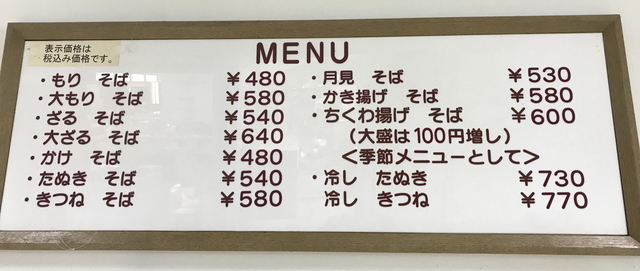 表示価格は
税込み価格です。
MENU
・もり そば ¥480
・大もり そば ¥580
・ざる そば ¥540
・大ざる そば ¥640
・かけ そば ¥480
・たぬき そば ¥540
・きつね そば ¥580
・月見 そば ¥530
・かき揚げ そば ¥580
・ちくわ揚げ そば ¥600
(大盛は100円増し)
<季節メニューとして>
・冷し たぬき ¥730
冷し きつね ¥770